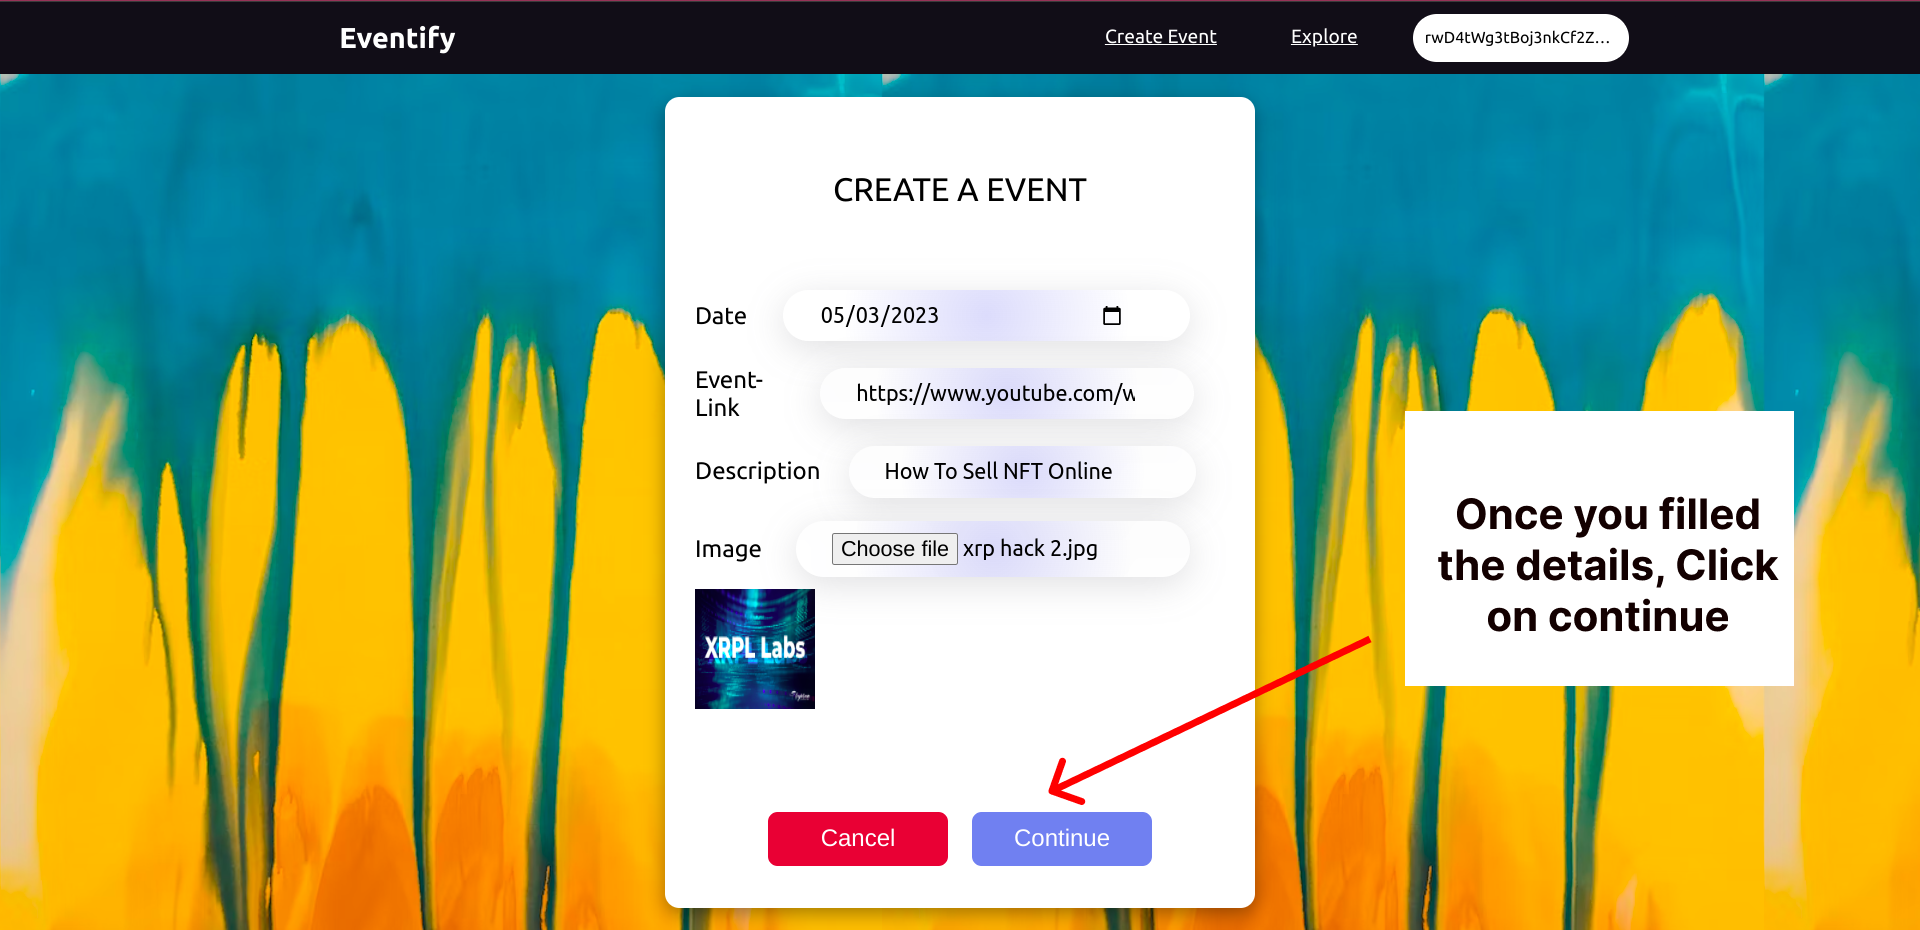 Eventify
Create Event
Explore
rwD4tWg3tBoj3nkCf2Z...
CREATE A EVENT
Date
05/03/2023
Event-
Link
https://www.youtube.com/w
Description
How To Sell NFT Online
Image
Choose file xrp hack 2.jpg
XRPL Labs
Once you filled
the details, Click
on continue
Cancel
Continue